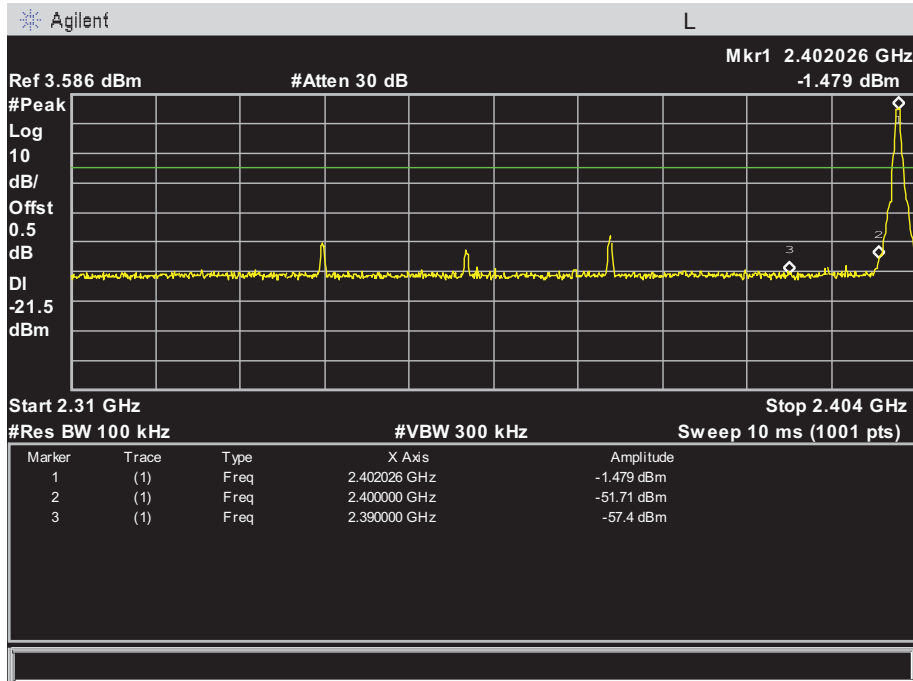 Agilent L
Mkr1 2.402026 GHz
Ref 3.586 dBm #Atten 30 dB -1.479 dBm
#Peak
Log
10
dB/
Offst
0.5
dB
DI
-21.5
dBm
1
2
3
Start 2.31 GHz Stop 2.404 GHz
#Res BW 100 kHz #VBW 300 kHz Sweep 10 ms (1001 pts)
Marker Trace Type X Axis Amplitude
1 (1) Freq 2.402026 GHz -1.479 dBm
2 (1) Freq 2.400000 GHz -51.71 dBm
3 (1) Freq 2.390000 GHz -57.4 dBm